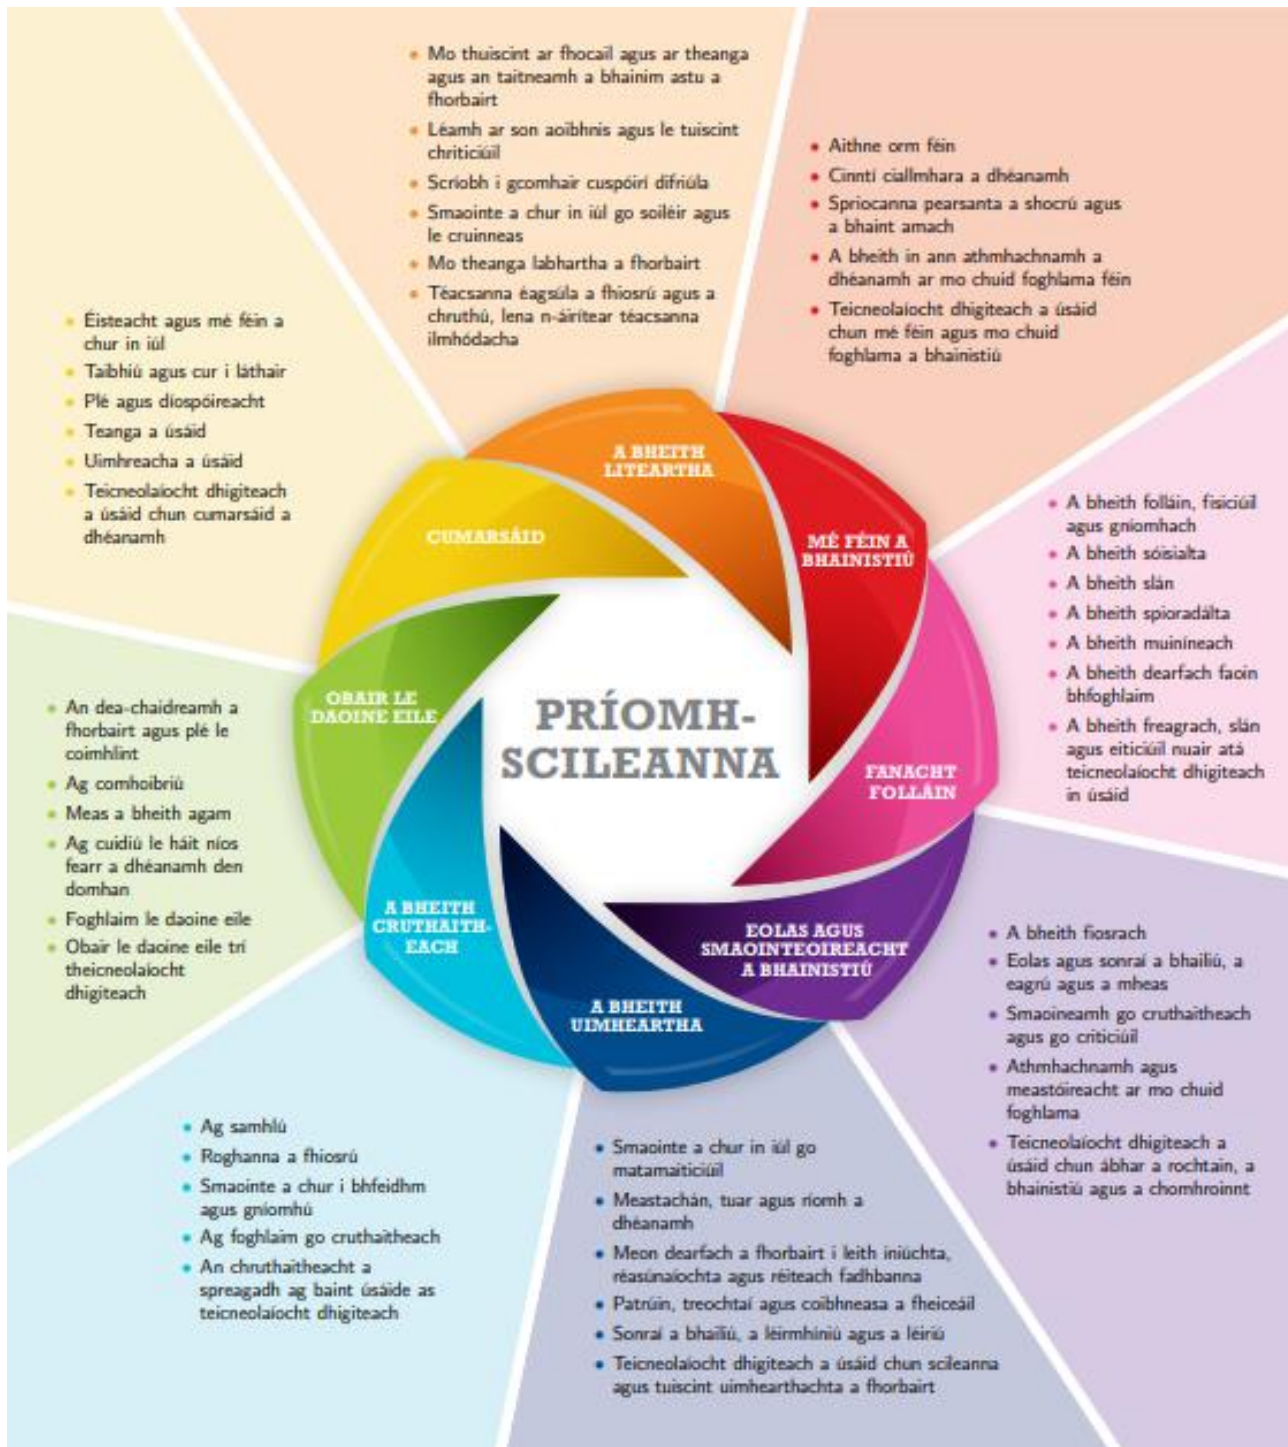 PRÍOMH-
SCILEANNA
A BHEITH
LITEARTHA
• Mo thuiscint ar fhocail agus ar theanga
agus an taitneamh a bhainim astu a
fhorbairt
• Léamh ar son aoibhnis agus le tuiscint
chriticiúil
• Scríobh i gcomhair cuspóirí difriúla
• Smaointe a chur in iúl go soiléir agus
le cruinneas
• Mo theanga labhartha a fhorbairt
• Téacsanna éagsúla a fhiosrú agus a
chruthú, lena n-áirítear téacsanna
ilmhódacha
MÉ FÉIN A
BHAINISTIÚ
• Aithne orm féin
• Cinntí ciallmhara a dhéanamh
• Spriocanna pearsanta a shocrú agus
a bhaint amach
• A bheith in ann athmhachnamh a
dhéanamh ar mo chuid foghlama féin
• Teicneolaíocht dhigiteach a úsáid
chun mé féin agus mo chuid
foghlama a bhainistiú
FANACHT
FOLLÁIN
• A bheith folláin, fisiciúil
agus gníomhach
• A bheith sóisialta
• A bheith slán
• A bheith spioradálta
• A bheith muiníneach
• A bheith dearfach faoin
bhfoghlaim
• A bheith freagrach, slán
agus eiticiúil nuair atá
teicneolaíocht dhigiteach
in úsáid
EOLAS AGUS
SMAOINTEOIREACHT
A BHAINISTIÚ
• A bheith fiosrach
• Eolas agus sonraí a bhailiú, a
eagrú agus a mheas
• Smaoineamh go cruthaitheach
agus go criticiúil
• Athmhachnamh agus
meastóireacht ar mo chuid
foghlama
• Teicneolaíocht dhigiteach a
úsáid chun ábhar a rochtain, a
bhainistiú agus a chomhroinnt
A BHEITH
UIMHEARTHA
• Smaointe a chur in iúl go
matamaiticiúil
• Meastachán, tuar agus ríomh a
dhéanamh
• Meon dearfach a fhorbairt i leith iniúchta,
réasúnaíochta agus réiteach fadhbanna
• Patrúin, treochtaí agus coibhneasa a fheiceáil
• Sonraí a bhailiú, a léirmhíniú agus a léiriú
• Teicneolaíocht dhigiteach a úsáid chun scileanna
agus tuiscint uimhearthachta a fhorbairt
A BHEITH
CRUTHAITH-
EACH
• Ag samhlú
• Roghanna a fhiosrú
• Smaointe a chur i bhfeidhm
agus gníomhú
• Ag foghlaim go cruthaitheach
• An chruthaitheacht a
spreagadh ag baint úsáide as
teicneolaíocht dhigiteach
OBAIR LE
DAOINE EILE
• An dea-chaidreamh a
fhorbairt agus plé le
coimhlint
• Ag comhoibriú
• Meas a bheith agam
• Ag cuidiú le háit níos
fearr a dhéanamh den
domhan
• Foghlaim le daoine eile
• Obair le daoine eile trí
theicneolaíocht
dhigiteach
CUMARSÁID
• Éisteacht agus mé féin a
chur in iúl
• Taibhiú agus cur i láthair
• Plé agus díospóireacht
• Teanga a úsáid
• Uimhreacha a úsáid
• Teicneolaíocht dhigiteach
a úsáid chun cumarsáid a
dhéanamh